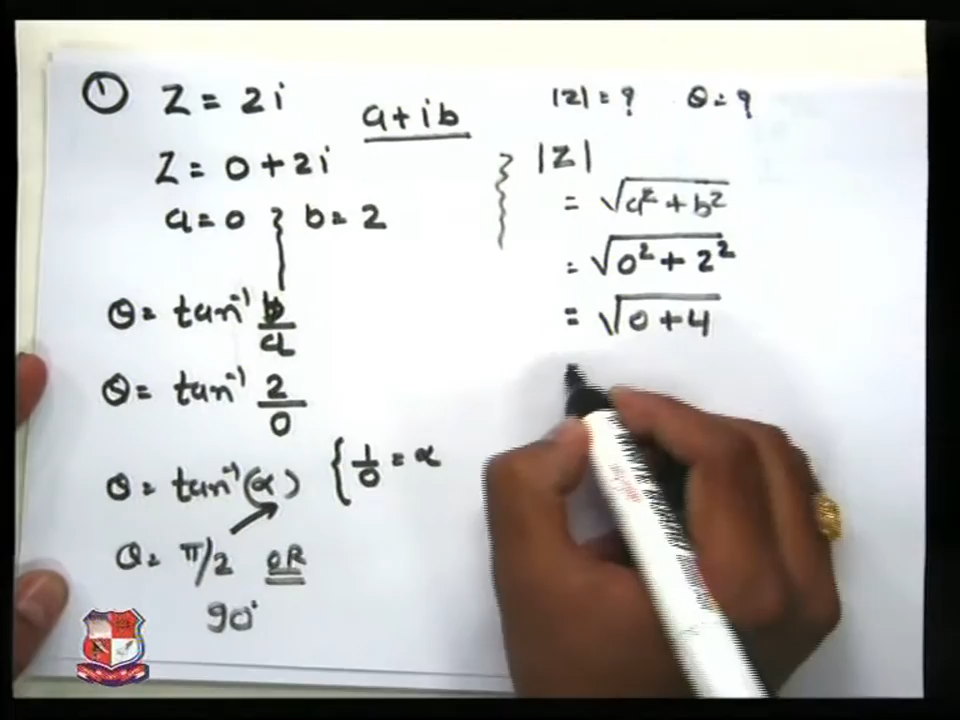 ① Z = 2i
a + ib
Z = 0 + 2i
a = 0 } b = 2
θ = tan⁻¹ b/a
θ = tan⁻¹ 2/0
θ = tan⁻¹(α) { 1/0 = α
θ = π/2 OR
90°
|z| = ? θ = ?
|Z|
= √a² + b²
= √0² + 2²
= √0 + 4